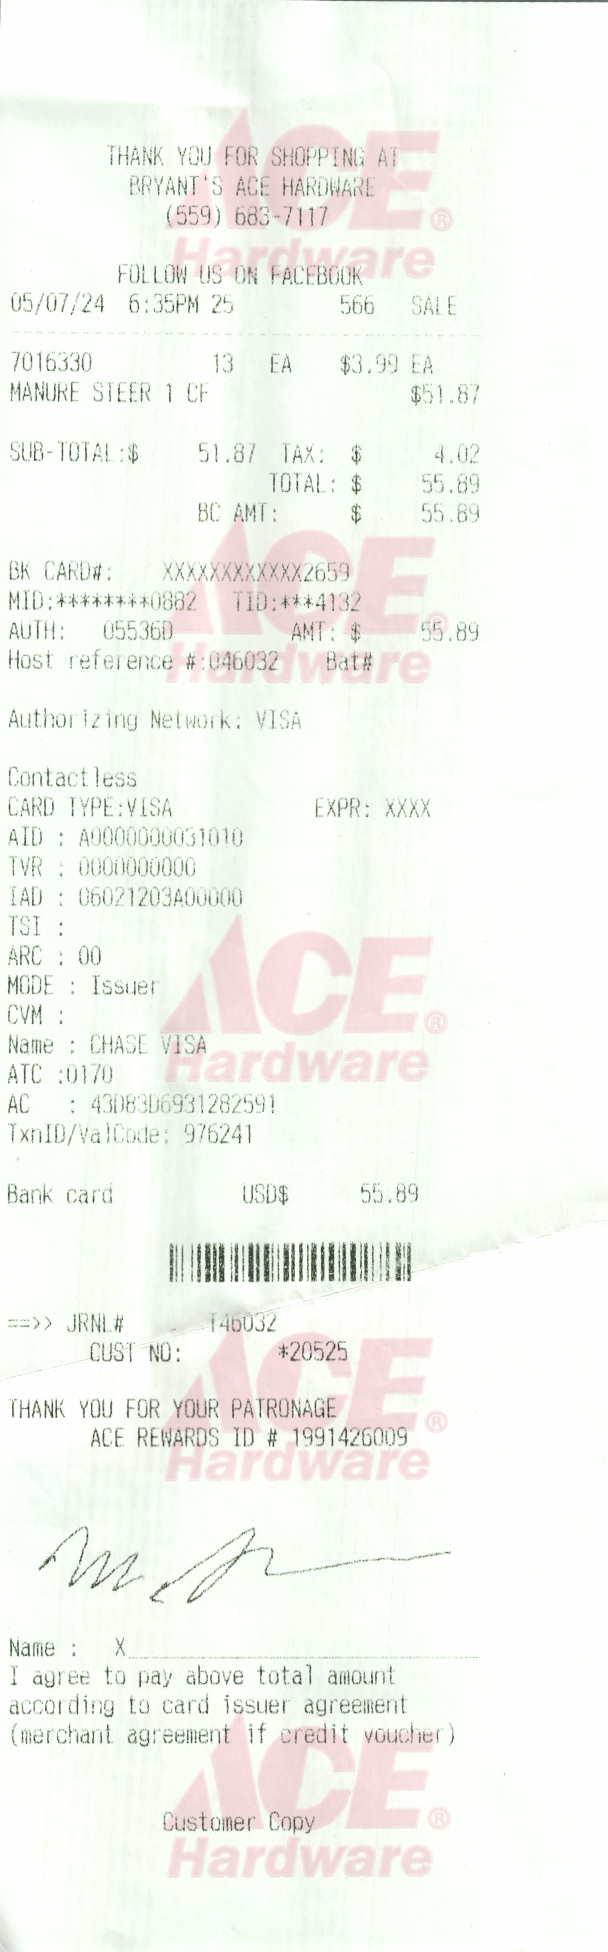 THANK YOU FOR SHOPPING AT
BRYANT'S ACE HARDWARE
(559) 683-7117
FOLLOW US ON FACEBOOK
05/07/24 6:35PM 25 566 SALE
7016330 13 EA $3.99 EA
MANURE STEER 1 CF $51.87
SUB-TOTAL:$ 51.87 TAX: $ 4.02
TOTAL: $ 55.89
BC AMT: $ 55.89
BK CARD#: XXXXXXXXXXXX2659
MID:********0882 TID:***4132
AUTH: 05536D AMT: $ 55.89
Host reference #:046032 Bat#
Authorizing Network: VISA
Contactless
CARD TYPE:VISA EXPR: XXXX
AID : A0000000031010
TVR : 0000000000
IAD : 06021203A00000
TSI :
ARC : 00
MODE : Issuer
CVM :
Name : CHASE VISA
ATC :0170
AC : 43D83D6931282591
TxnID/ValCode: 976241
Bank card USD$ 55.89
==>> JRNL# T46032
CUST NO: *20525
THANK YOU FOR YOUR PATRONAGE
ACE REWARDS ID # 1991426009
Name : X
I agree to pay above total amount
according to card issuer agreement
(merchant agreement if credit voucher)
Customer Copy
ACE
Hardware